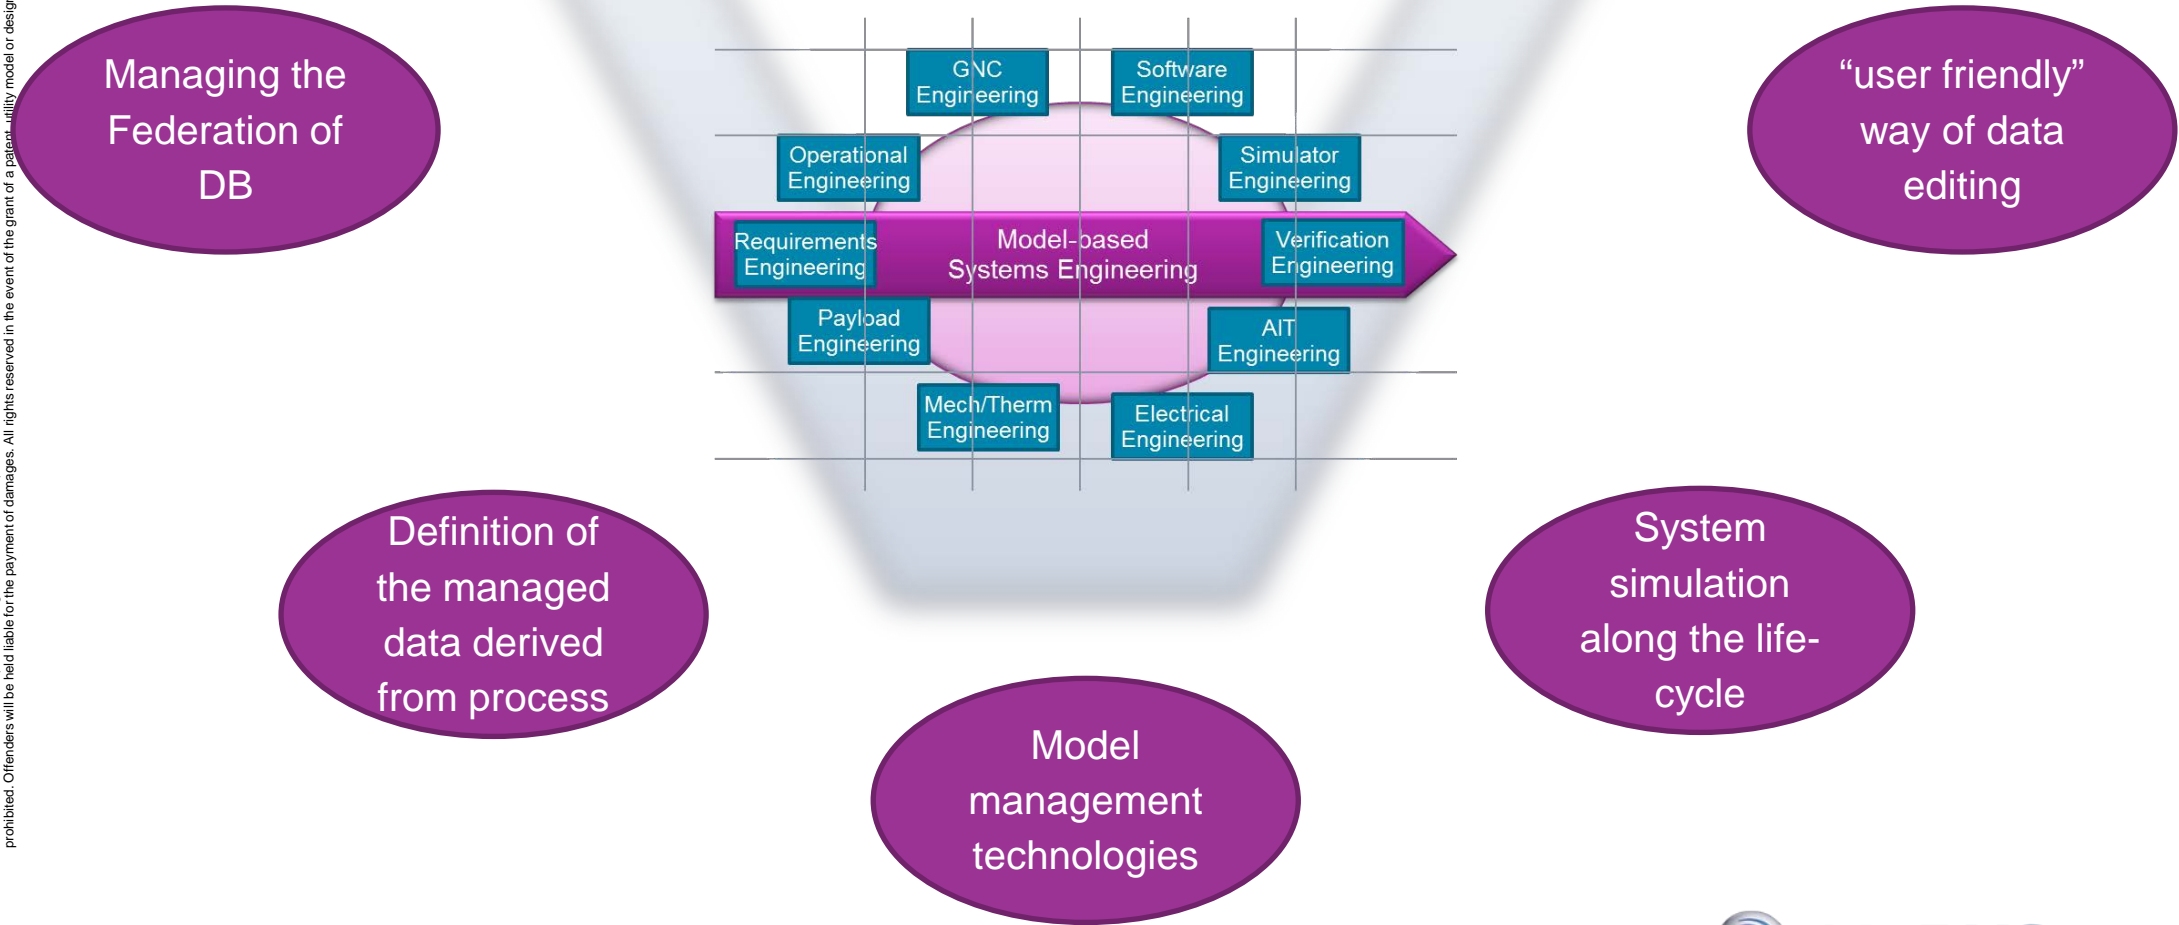 Managing the
Federation of
DB
“user friendly”
way of data
editing
GNC
Engineering
Software
Engineering
Operational
Engineering
Simulator
Engineering
Requirements
Engineering
Model-based
Systems Engineering
Verification
Engineering
Payload
Engineering
AIT
Engineering
Mech/Therm
Engineering
Electrical
Engineering
Definition of
the managed
data derived
from process
System
simulation
along the life-
cycle
Model
management
technologies
prohibited. Offenders will be held liable for the payment of damages. All rights reserved in the event of the grant of a patent, utility model or design